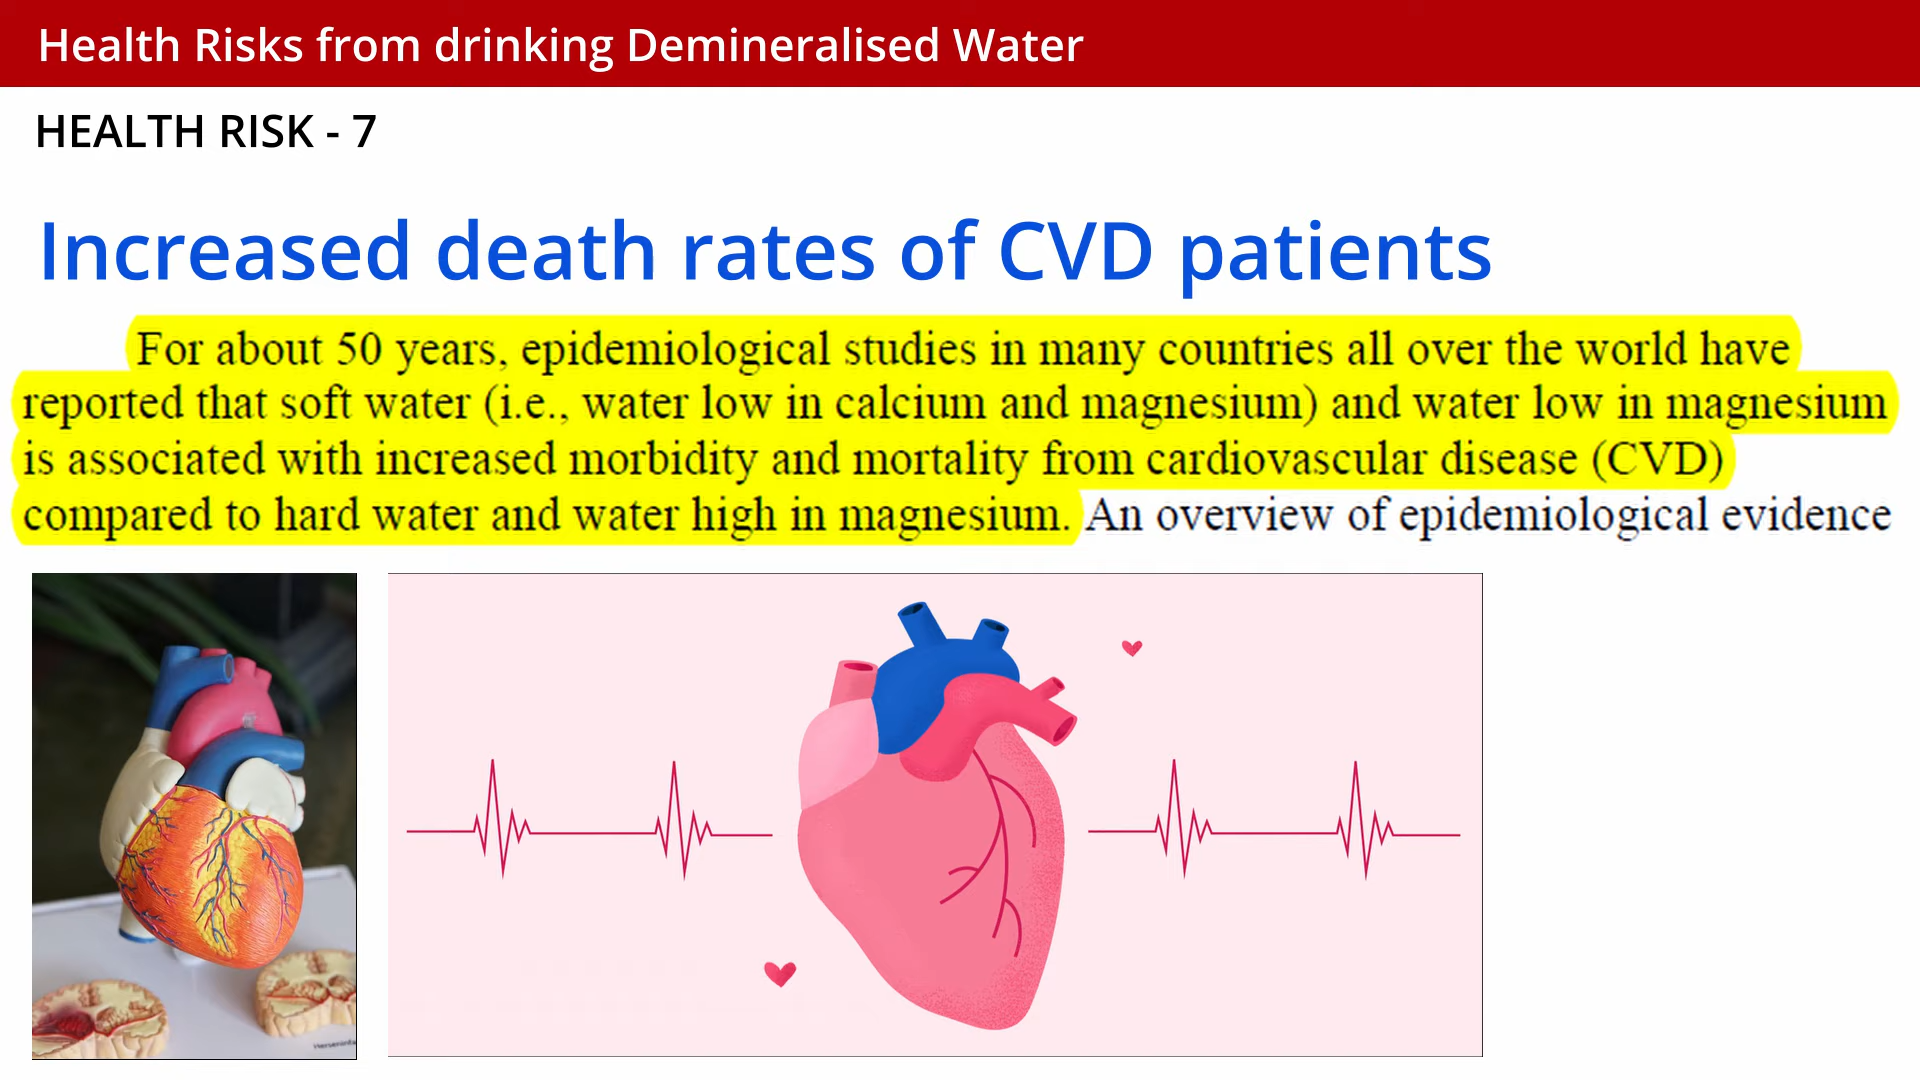 Health Risks from drinking Demineralised Water
HEALTH RISK - 7
Increased death rates of CVD patients
For about 50 years, epidemiological studies in many countries all over the world have
reported that soft water (i.e., water low in calcium and magnesium) and water low in magnesium
is associated with increased morbidity and mortality from cardiovascular disease (CVD)
compared to hard water and water high in magnesium. An overview of epidemiological evidence